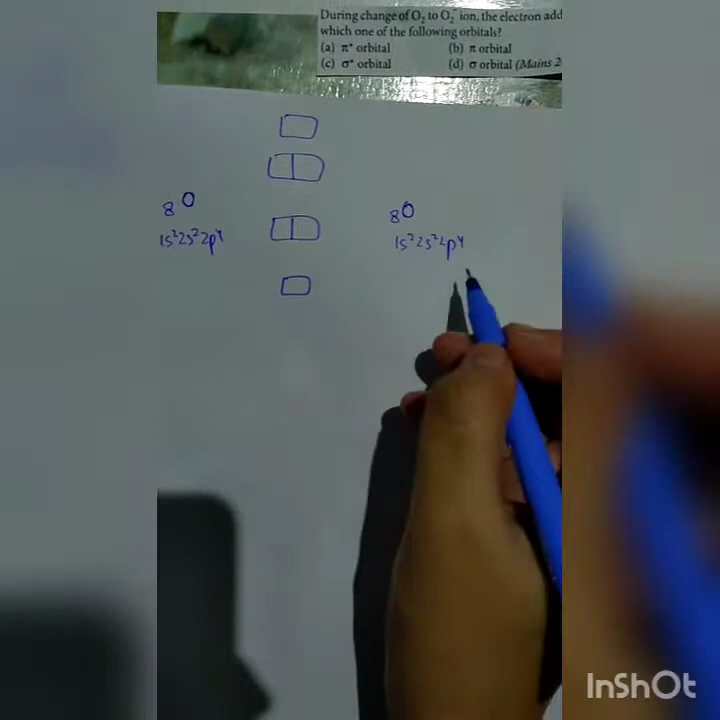 During change of O₂ to O₂⁻ ion, the electron add
which one of the following orbitals?
(a) π* orbital (b) π orbital
(c) σ* orbital (d) σ orbital (Mains 2
₈O
1s²2s²2p⁴
₈O
1s²2s²2p⁴
InShOt